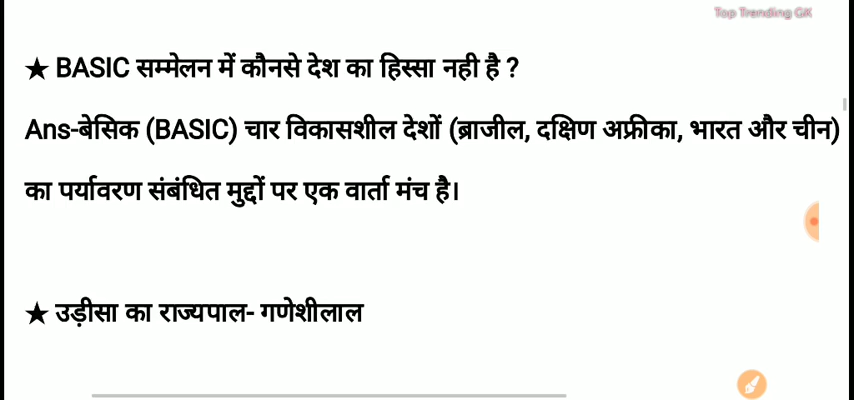 Top Trending GK
★ BASIC सम्मेलन में कौनसे देश का हिस्सा नही है ?
Ans-बेसिक (BASIC) चार विकासशील देशों (ब्राजील, दक्षिण अफ्रीका, भारत और चीन)
का पर्यावरण संबंधित मुद्दों पर एक वार्ता मंच है।
★ उड़ीसा का राज्यपाल- गणेशीलाल